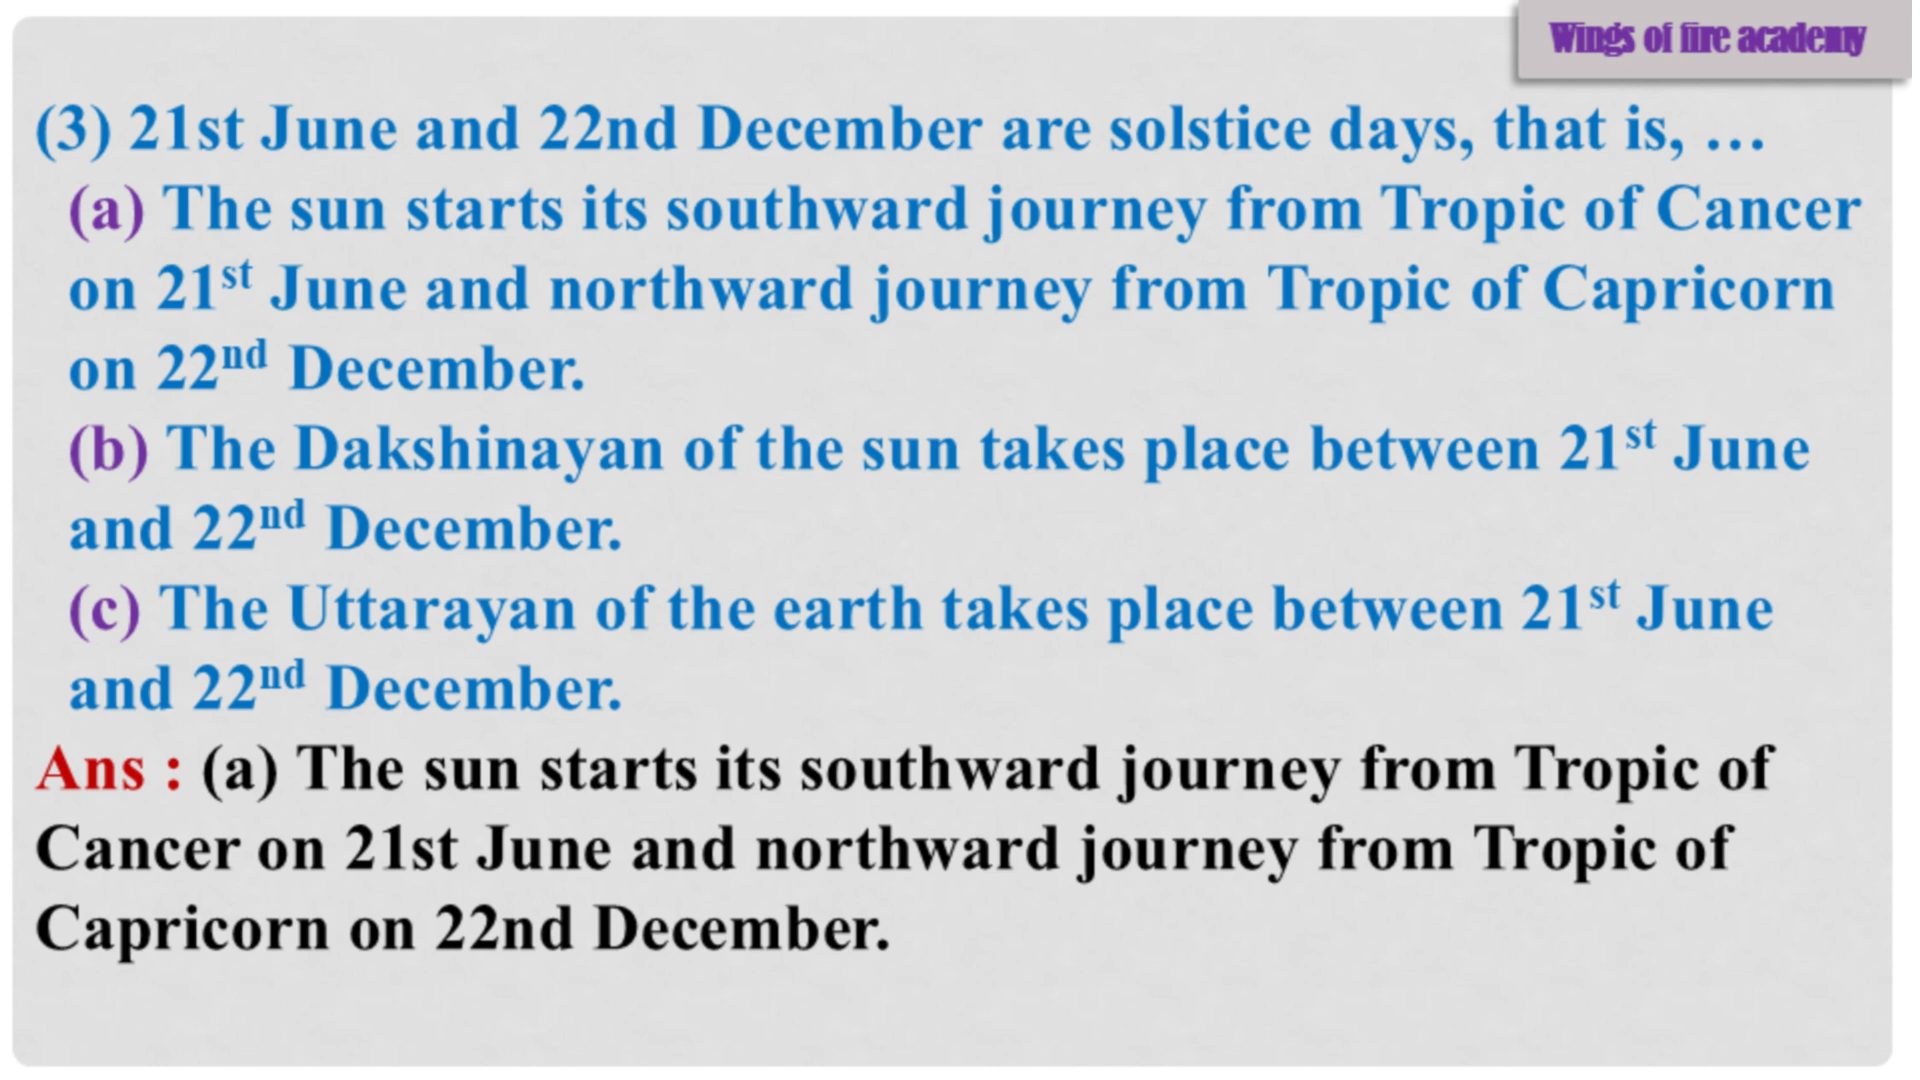 Wings of fire academy
(3) 21st June and 22nd December are solstice days, that is, …
(a) The sun starts its southward journey from Tropic of Cancer
on 21st June and northward journey from Tropic of Capricorn
on 22nd December.
(b) The Dakshinayan of the sun takes place between 21st June
and 22nd December.
(c) The Uttarayan of the earth takes place between 21st June
and 22nd December.
Ans : (a) The sun starts its southward journey from Tropic of
Cancer on 21st June and northward journey from Tropic of
Capricorn on 22nd December.